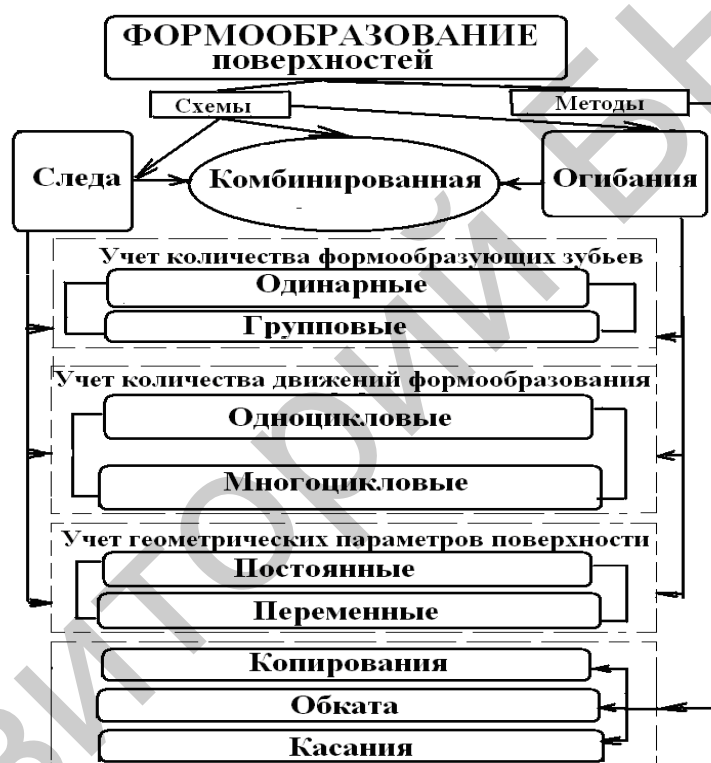 ФОРМООБРАЗОВАНИЕ
поверхностей
Схемы
Методы
Следа
Комбинированная
Огибания
Учет количества формообразующих зубьев
Одинарные
Групповые
Учет количества движений формообразования
Одноцикловые
Многоцикловые
Учет геометрических параметров поверхности
Постоянные
Переменные
Копирования
Обката
Касания